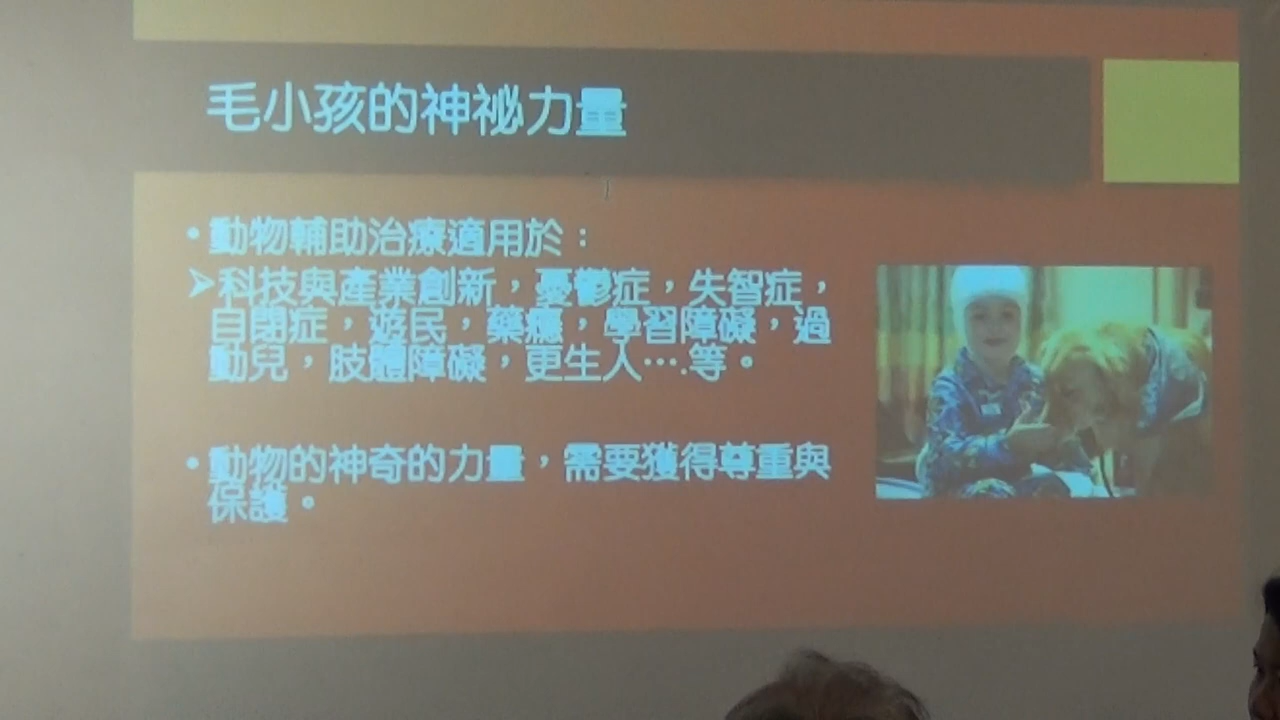 毛小孩的神祕力量
•動物輔助治療適用於：
➢科技與產業創新，憂鬱症，失智症，
自閉症，遊民，藥癮，學習障礙，過
動兒，肢體障礙，更生人….等。
•動物的神奇的力量，需要獲得尊重與
保護。